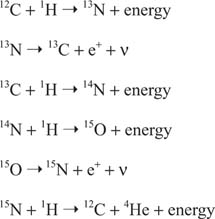 ¹²C + ¹H → ¹³N + energy
¹³N → ¹³C + e⁺ + ν
¹³C + ¹H → ¹⁴N + energy
¹⁴N + ¹H → ¹⁵O + energy
¹⁵O → ¹⁵N + e⁺ + ν
¹⁵N + ¹H → ¹²C + ⁴He + energy